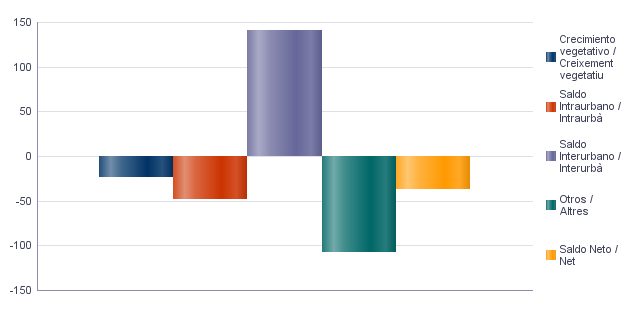 150
100
50
0
-50
-100
-150
Crecimiento
vegetativo /
Creixement
vegetatiu
Saldo
Intraurbano /
Intraurbà
Saldo
Interurbano /
Interurbà
Otros /
Altres
Saldo Neto /
Net